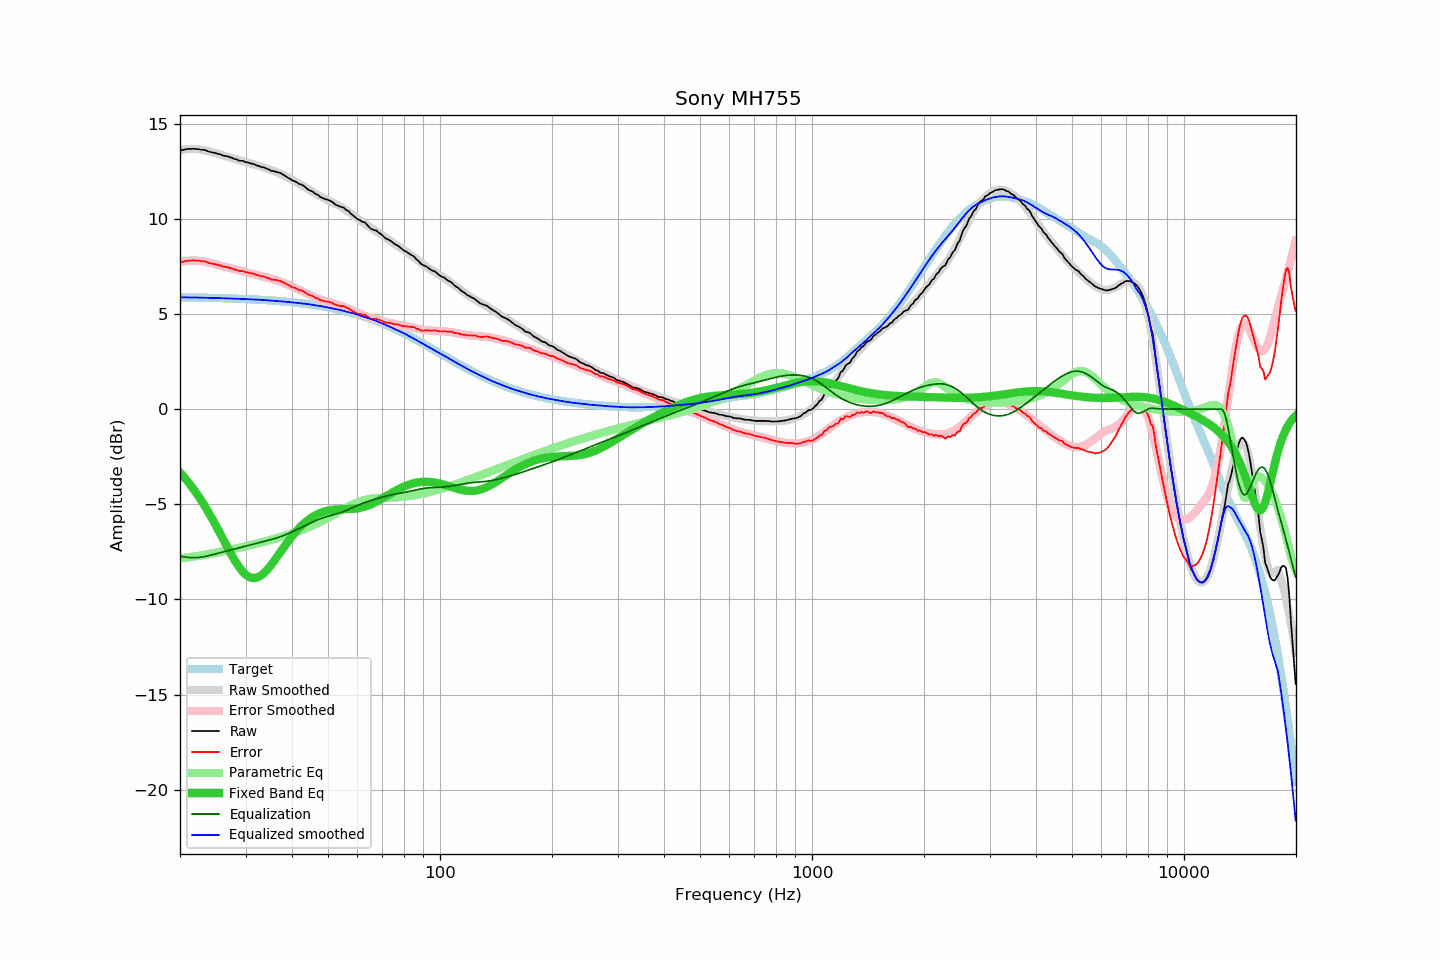 Sony MH755
15
10
5
0
−5
−10
−15
−20
Amplitude (dBr)
Target
Raw Smoothed
Error Smoothed
Raw
Error
Parametric Eq
Fixed Band Eq
Equalization
Equalized smoothed
100
1000
10000
Frequency (Hz)